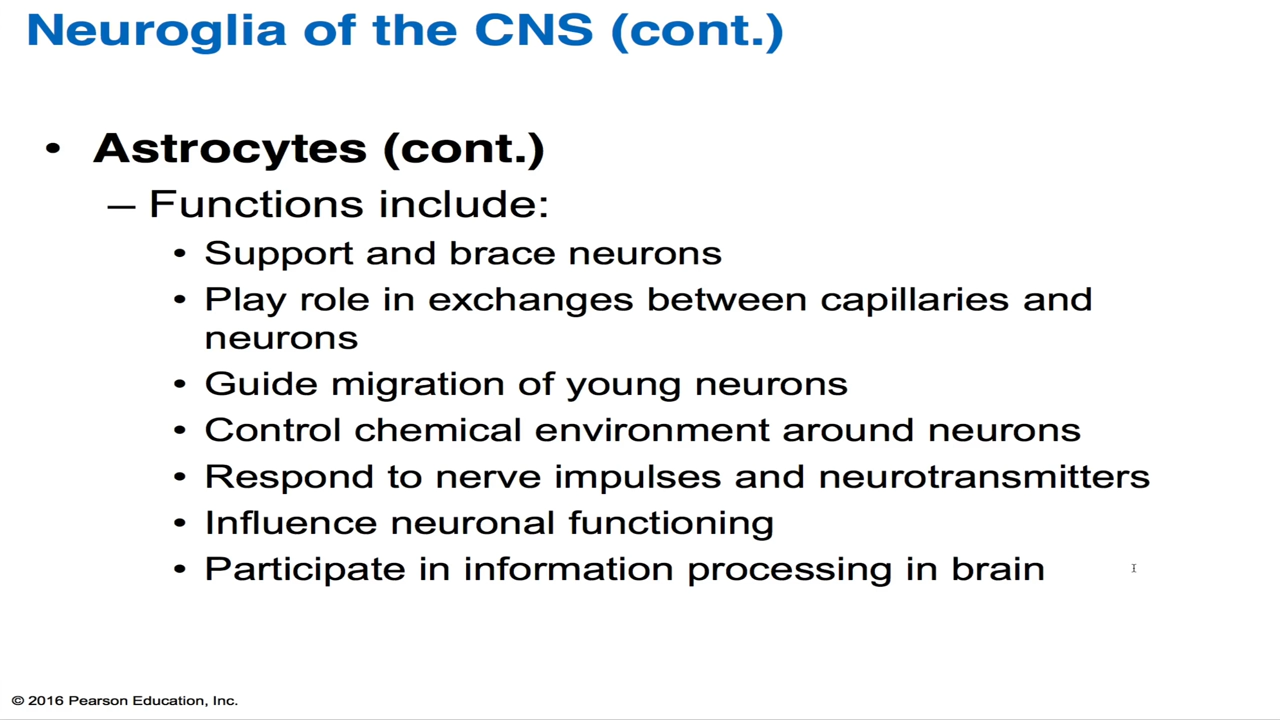 Neuroglia of the CNS (cont.)
• Astrocytes (cont.)
– Functions include:
• Support and brace neurons
• Play role in exchanges between capillaries and
neurons
• Guide migration of young neurons
• Control chemical environment around neurons
• Respond to nerve impulses and neurotransmitters
• Influence neuronal functioning
• Participate in information processing in brain
© 2016 Pearson Education, Inc.